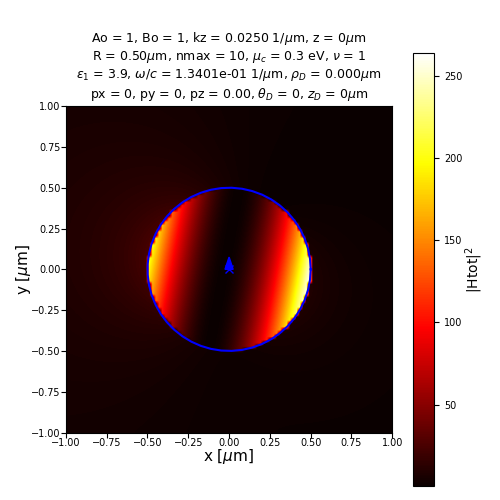 Ao = 1, Bo = 1, kz = 0.0250 1/μm, z = 0μm
R = 0.50μm, nmax = 10, μc = 0.3 eV, ν = 1
ε1 = 3.9, ω/c = 1.3401e-01 1/μm, ρD = 0.000μm
px = 0, py = 0, pz = 0.00, θD = 0, zD = 0μm
1.00
0.75
0.50
0.25
0.00
−0.25
−0.50
−0.75
−1.00
y [μm]
−1.00 −0.75 −0.50 −0.25 0.00 0.25 0.50 0.75 1.00
x [μm]
250
200
150
100
50
|Htot|²